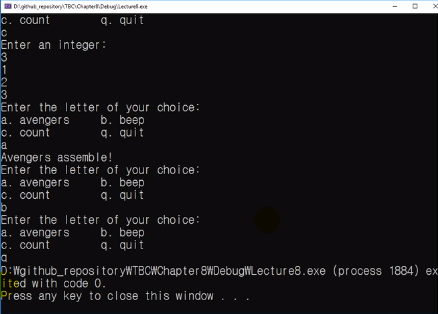 D:\github_repository\TBC\Chapter8\Debug\Lecture8.exe
c. count q. quit
c
Enter an integer:
3
1
2
3
Enter the letter of your choice:
a. avengers b. beep
c. count q. quit
a
Avengers assemble!
Enter the letter of your choice:
a. avengers b. beep
c. count q. quit
b
Enter the letter of your choice:
a. avengers b. beep
c. count q. quit
q
D:₩github_repository₩TBC₩Chapter8₩Debug₩Lecture8.exe (process 1884) ex
ited with code 0.
Press any key to close this window . . .